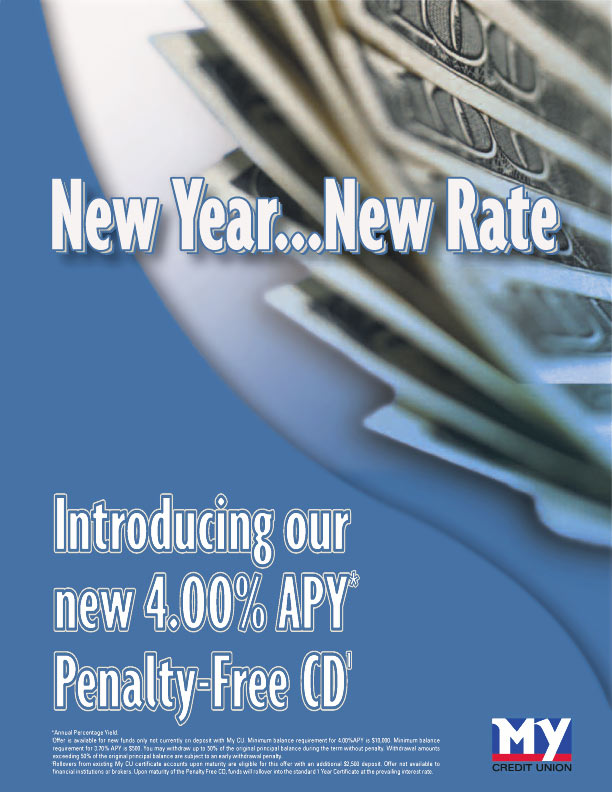 100
100
New Year...New Rate
Introducing our
new 4.00% APY*
Penalty-Free CD¹
*Annual Percentage Yield.
Offer is available for new funds only not currently on deposit with My CU. Minimum balance requirement for 4.00%APY is $10,000. Minimum balance
requirement for 3.70% APY is $500. You may withdraw up to 50% of the original principal balance during the term without penalty. Withdrawal amounts
exceeding 50% of the original principal balance are subject to an early withdrawal penalty.
¹Rollovers from existing My CU certificate accounts upon maturity are eligible for this offer with an additional $2,500 deposit. Offer not available to
financial institutions or brokers. Upon maturity of the Penalty Free CD, funds will rollover into the standard 1 Year Certificate at the prevailing interest rate.
My
CREDIT UNION